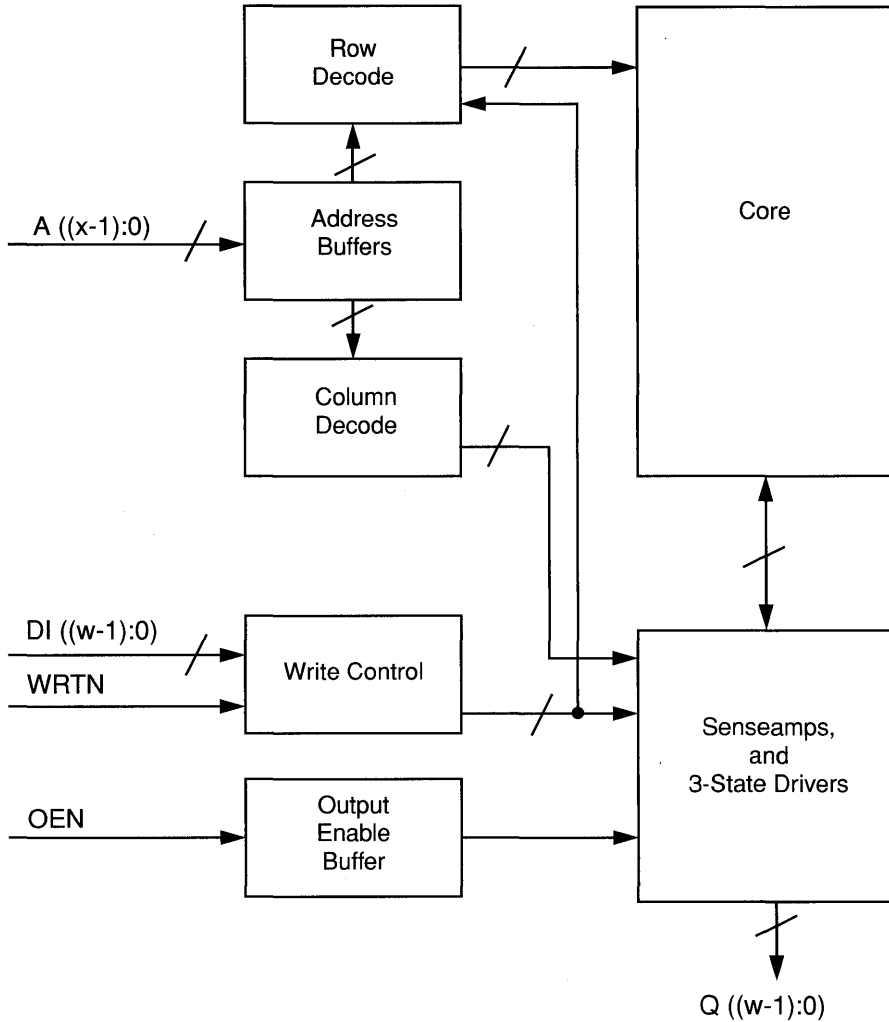 Row
Decode
Core
A ((x-1):0)
Address
Buffers
Column
Decode
DI ((w-1):0)
WRTN
Write Control
Senseamps,
and
3-State Drivers
OEN
Output
Enable
Buffer
Q ((w-1):0)